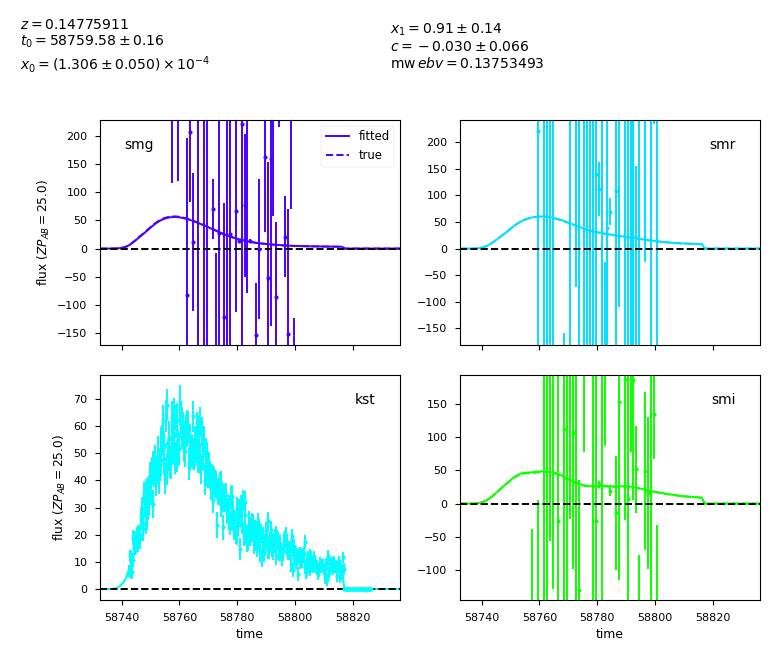 z = 0.14775911
t₀ = 58759.58 ± 0.16
x₀ = (1.306 ± 0.050) × 10⁻⁴
x₁ = 0.91 ± 0.14
c = −0.030 ± 0.066
mw ebv = 0.13753493
smg
fitted
true
200
150
100
50
0
−50
−100
−150
flux (ZP_AB = 25.0)
smr
200
150
100
50
0
−50
−100
−150
kst
70
60
50
40
30
20
10
0
flux (ZP_AB = 25.0)
58740 58760 58780 58800 58820
time
smi
150
100
50
0
−50
−100
58740 58760 58780 58800 58820
time